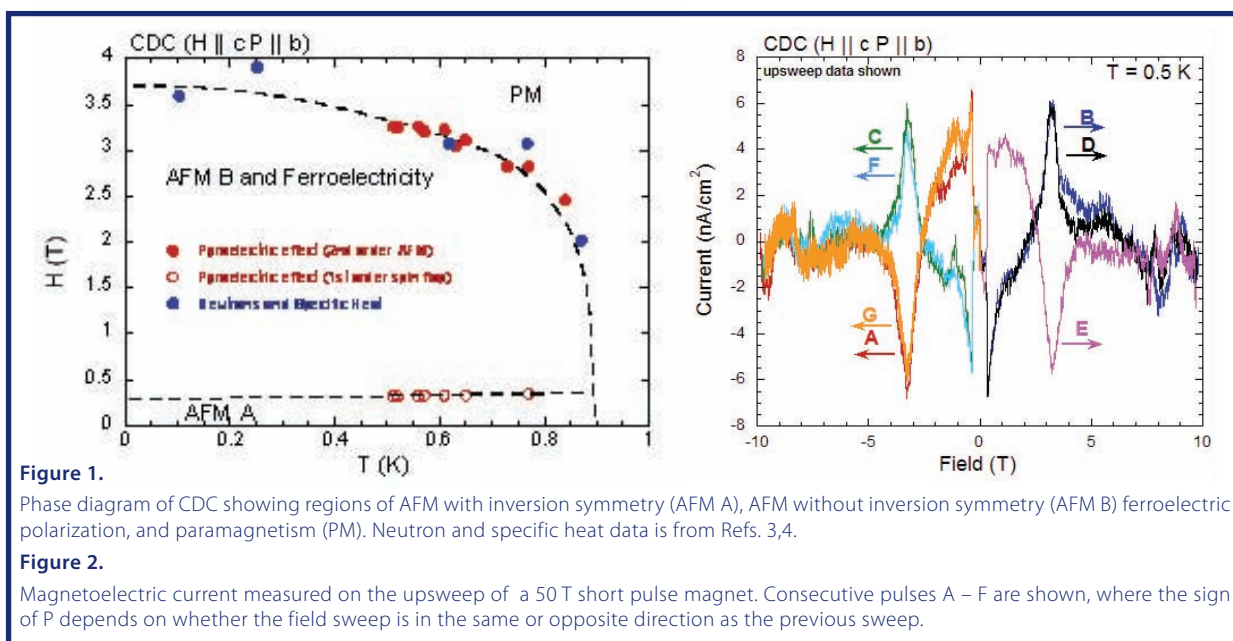 CDC (H || c P || b)
4
3.5
3
2.5
2
1.5
1
0.5
0
H (T)
PM
AFM B and Ferroelectricity
AFM A
0
0.2
0.4
0.6
0.8
1
T (K)
CDC (H || c P || b)
upsweep data shown
T = 0.5 K
8
6
4
2
0
-2
-4
-6
-8
Current (nA/cm²)
C
F
B
D
G
A
E
-10
-5
0
5
10
Field (T)
Figure 1.
Phase diagram of CDC showing regions of AFM with inversion symmetry (AFM A), AFM without inversion symmetry (AFM B) ferroelectric
polarization, and paramagnetism (PM). Neutron and specific heat data is from Refs. 3,4.
Figure 2.
Magnetoelectric current measured on the upsweep of a 50 T short pulse magnet. Consecutive pulses A – F are shown, where the sign
of P depends on whether the field sweep is in the same or opposite direction as the previous sweep.